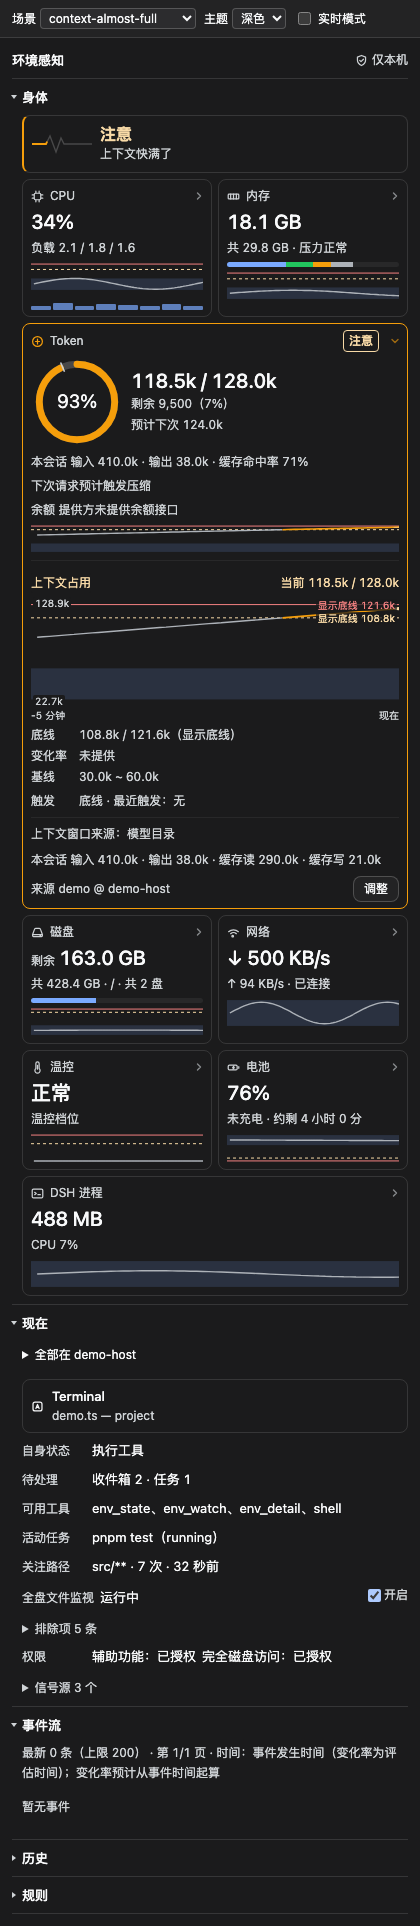 场景 context-almost-full 主题 深色 实时模式
环境感知 仅本机
身体
注意
上下文快满了
CPU
34%
负载 2.1 / 1.8 / 1.6
内存
18.1 GB
共 29.8 GB · 压力正常
Token 注意
93%
118.5k / 128.0k
剩余 9,500（7%）
预计下次 124.0k
本会话 输入 410.0k · 输出 38.0k · 缓存命中率 71%
下次请求预计触发压缩
余额 提供方未提供余额接口
上下文占用 当前 118.5k / 128.0k
128.9k
显示底线 121.6k
显示底线 108.8k
22.7k
-5 分钟 现在
底线 108.8k / 121.6k（显示底线）
变化率 未提供
基线 30.0k ~ 60.0k
触发 底线 · 最近触发：无
上下文窗口来源：模型目录
本会话 输入 410.0k · 输出 38.0k · 缓存读 290.0k · 缓存写 21.0k
来源 demo @ demo-host 调整
磁盘
剩余 163.0 GB
共 428.4 GB · / · 共 2 盘
网络
↓ 500 KB/s
↑ 94 KB/s · 已连接
温控
正常
温控档位
电池
76%
未充电 · 约剩 4 小时 0 分
DSH 进程
488 MB
CPU 7%
现在
全部在 demo-host
Terminal
demo.ts — project
自身状态 执行工具
待处理 收件箱 2 · 任务 1
可用工具 env_state、env_watch、env_detail、shell
活动任务 pnpm test（running）
关注路径 src/** · 7 次 · 32 秒前
全盘文件监视 运行中 开启
排除项 5 条
权限 辅助功能：已授权 完全磁盘访问：已授权
信号源 3 个
事件流
最新 0 条（上限 200） · 第 1/1 页 · 时间：事件发生时间（变化率为评
估时间）；变化率预计从事件时间起算
暂无事件
历史
规则